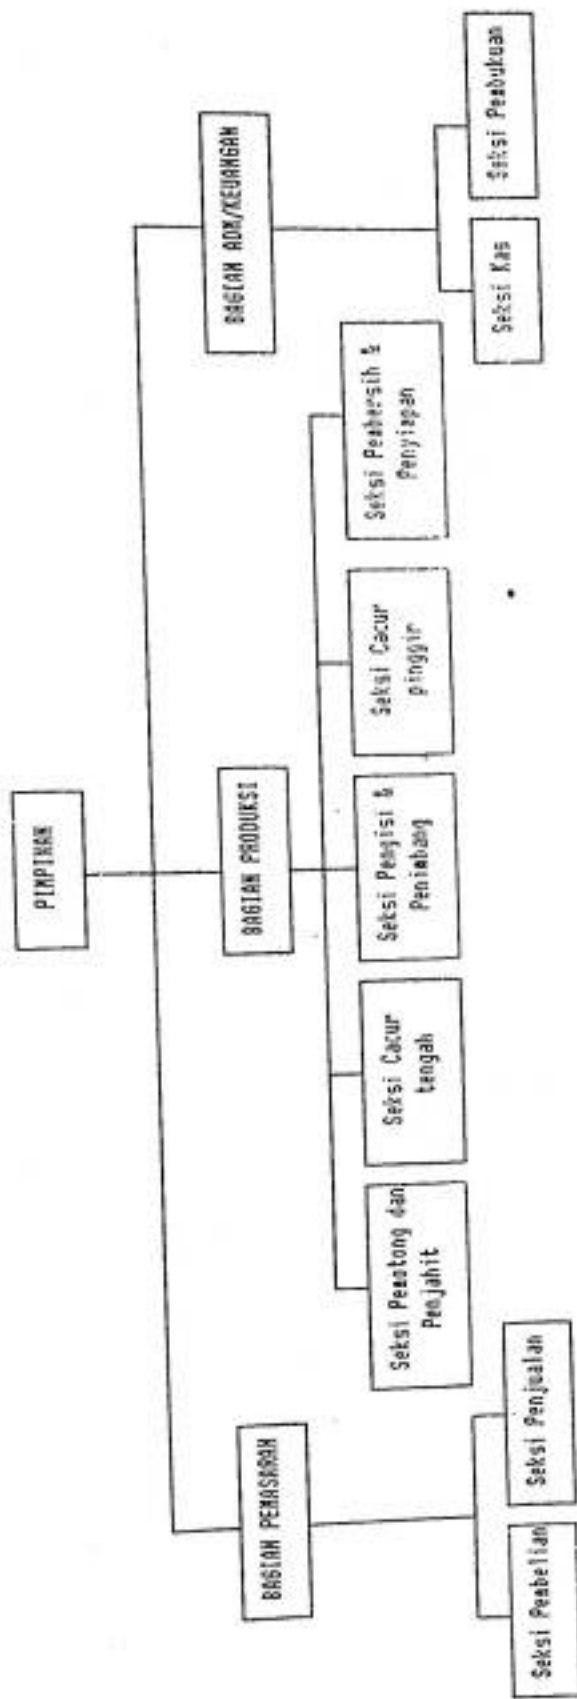 PIMPINAN
BAGIAN PEMASARAN
BAGIAN PRODUKSI
BAGIAN ADM/KEUANGAN
Seksi Pembelian
Seksi Penjualan
Seksi Pemotong dan
Penjahit
Seksi Cacur
tengah
Seksi Pengisi &
Penimbang
Seksi Cacur
pinggir
Seksi Pembersih &
Penyiapan
Seksi Kas
Seksi Pembukuan